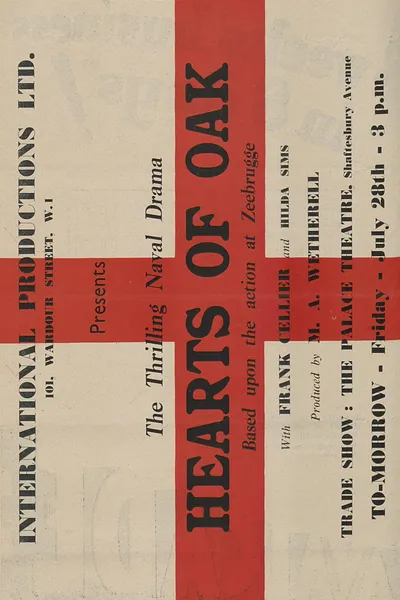 INTERNATIONAL PRODUCTIONS LTD.
101, WARDOUR STREET. W.1
Presents
The Thrilling Naval Drama
HEARTS OF OAK
Based upon the action at Zeebrugge
With FRANK CELLIER and HILDA SIMS
Produced by M. A. WETHERELL
TRADE SHOW : THE PALACE THEATRE. Shaftesbury Avenue
TO-MORROW - Friday - July 28th - 3 p.m.